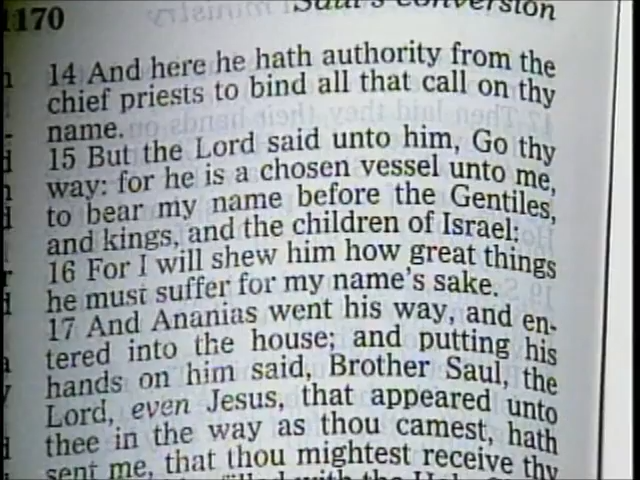 1170
Saul's conversion
14 And here he hath authority from the
chief priests to bind all that call on thy
name.
15 But the Lord said unto him, Go thy
way: for he is a chosen vessel unto me,
to bear my name before the Gentiles,
and kings, and the children of Israel:
16 For I will shew him how great things
he must suffer for my name's sake.
17 And Ananias went his way, and en-
tered into the house; and putting his
hands on him said, Brother Saul, the
Lord, even Jesus, that appeared unto
thee in the way as thou camest, hath
sent me, that thou mightest receive thy
with the